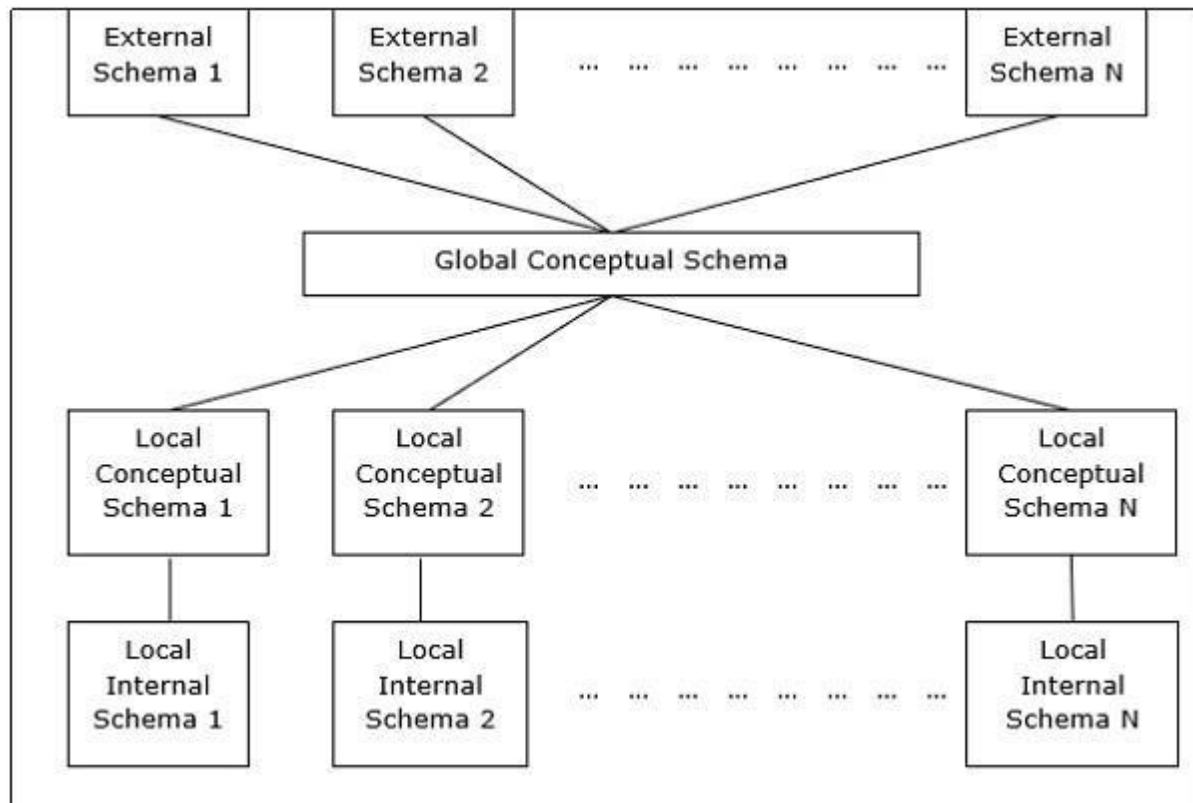 External
Schema 1
External
Schema 2
... ... ... ... ... ... ... ...
External
Schema N
Global Conceptual Schema
Local
Conceptual
Schema 1
Local
Conceptual
Schema 2
... ... ... ... ... ... ... ...
Local
Conceptual
Schema N
Local
Internal
Schema 1
Local
Internal
Schema 2
... ... ... ... ... ... ... ...
Local
Internal
Schema N